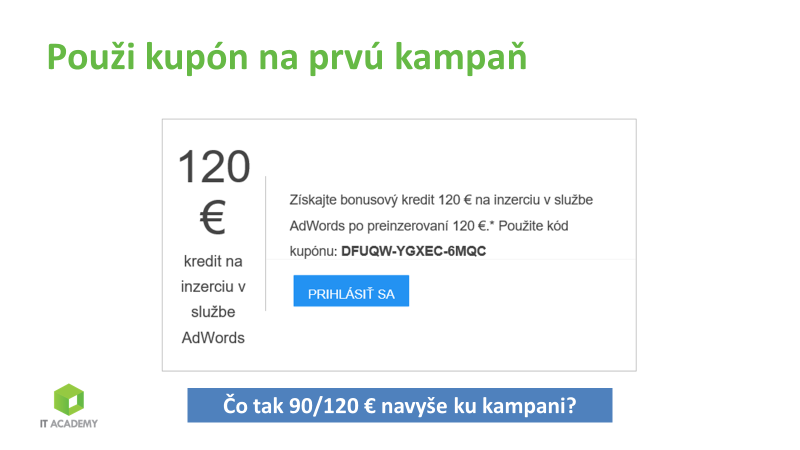 Použi kupón na prvú kampaň
120
€
kredit na
inzerciu v
službe
AdWords
Získajte bonusový kredit 120 € na inzerciu v službe
AdWords po preinzerovaní 120 €.* Použite kód
kupónu: DFUQW-YGXEC-6MQC
PRIHLÁSIŤ SA
Čo tak 90/120 € navyše ku kampani?
IT ACADEMY